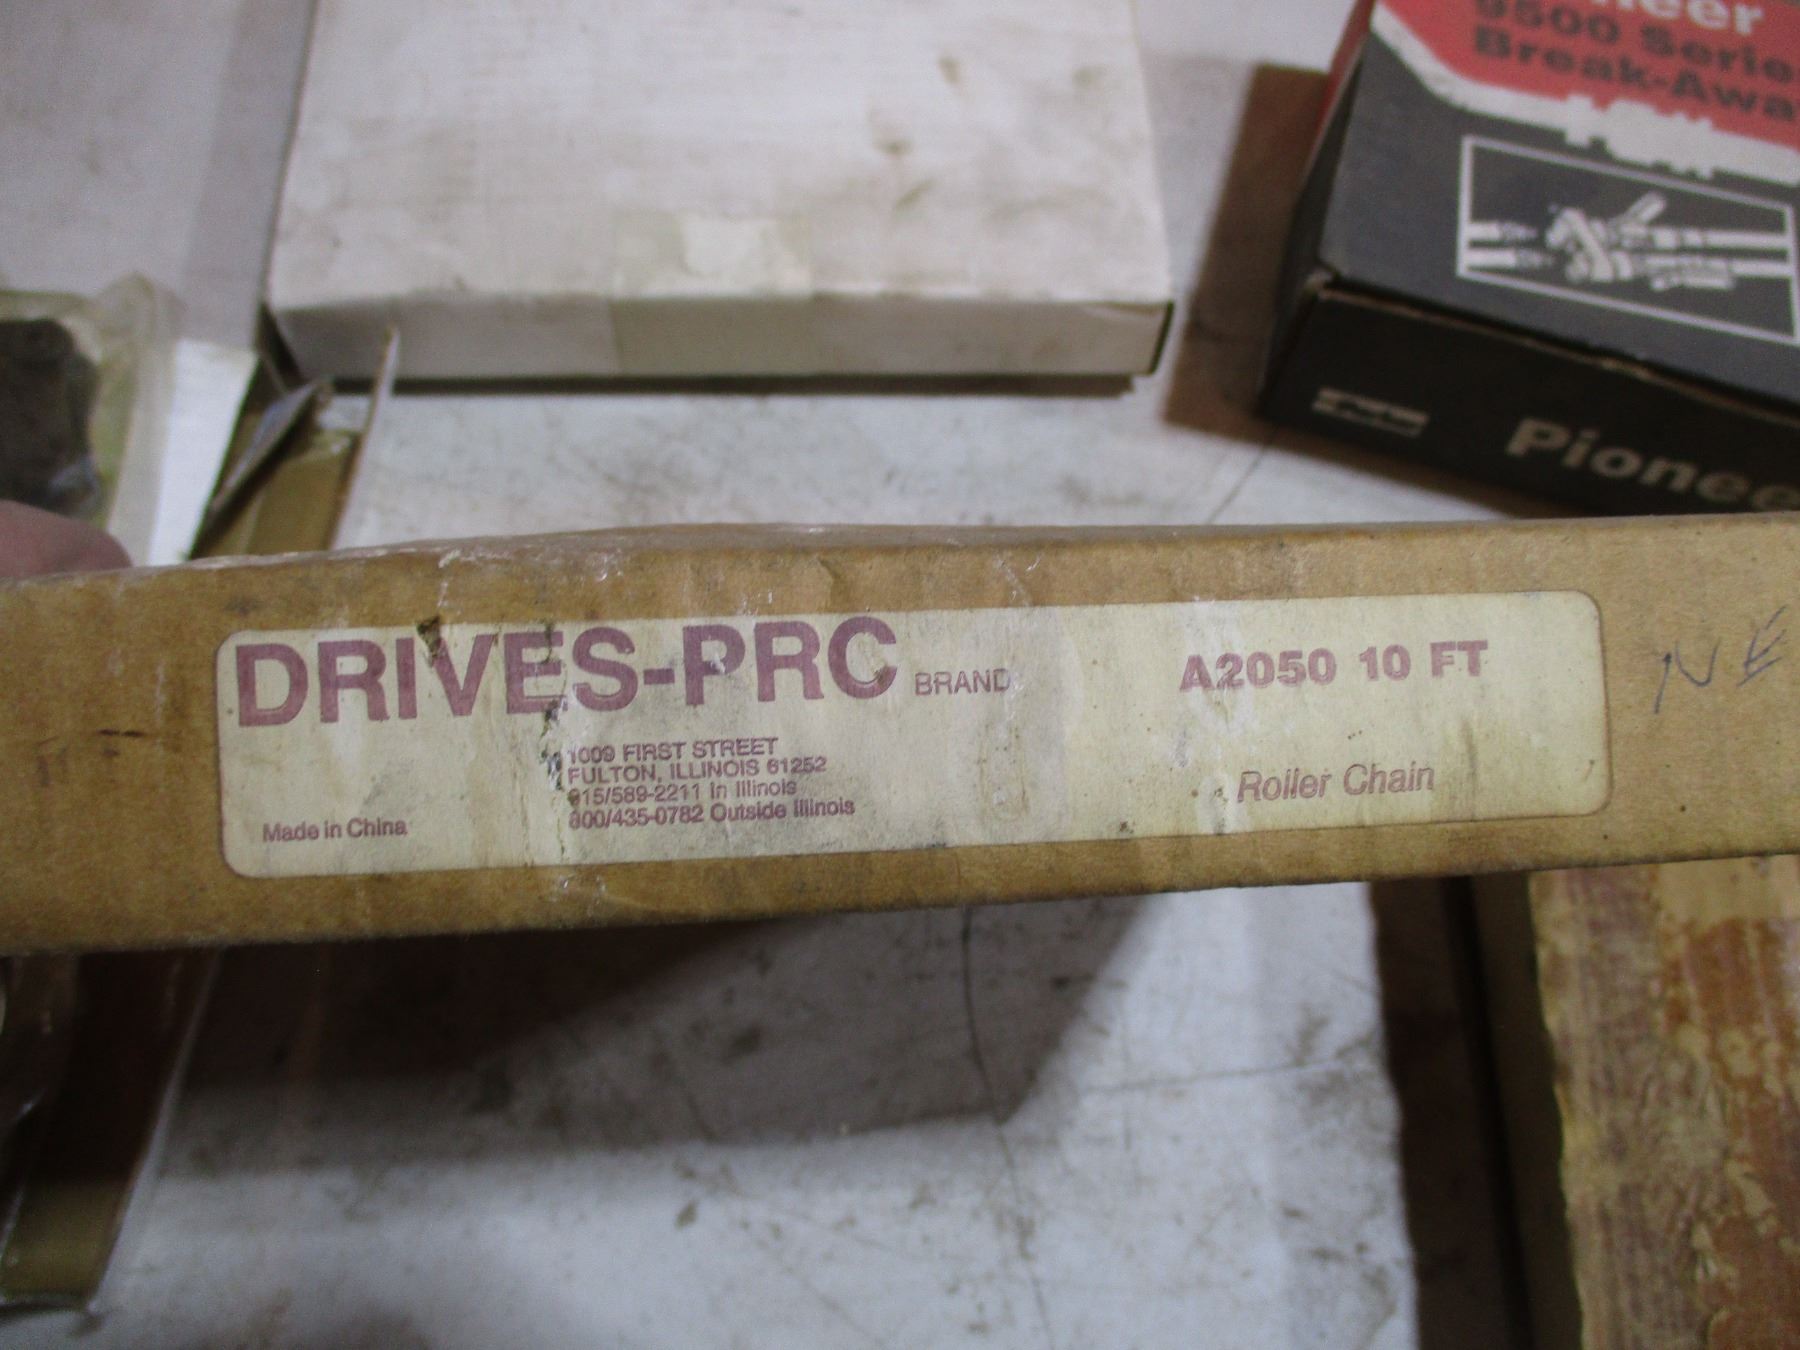 9500 Series
Break-Away
Pioneer
DRIVES-PRC BRAND
A2050 10 FT
1009 FIRST STREET
FULTON, ILLINOIS 61252
815/589-2211 In Illinois
800/435-0782 Outside Illinois
Made in China
Roller Chain
NE